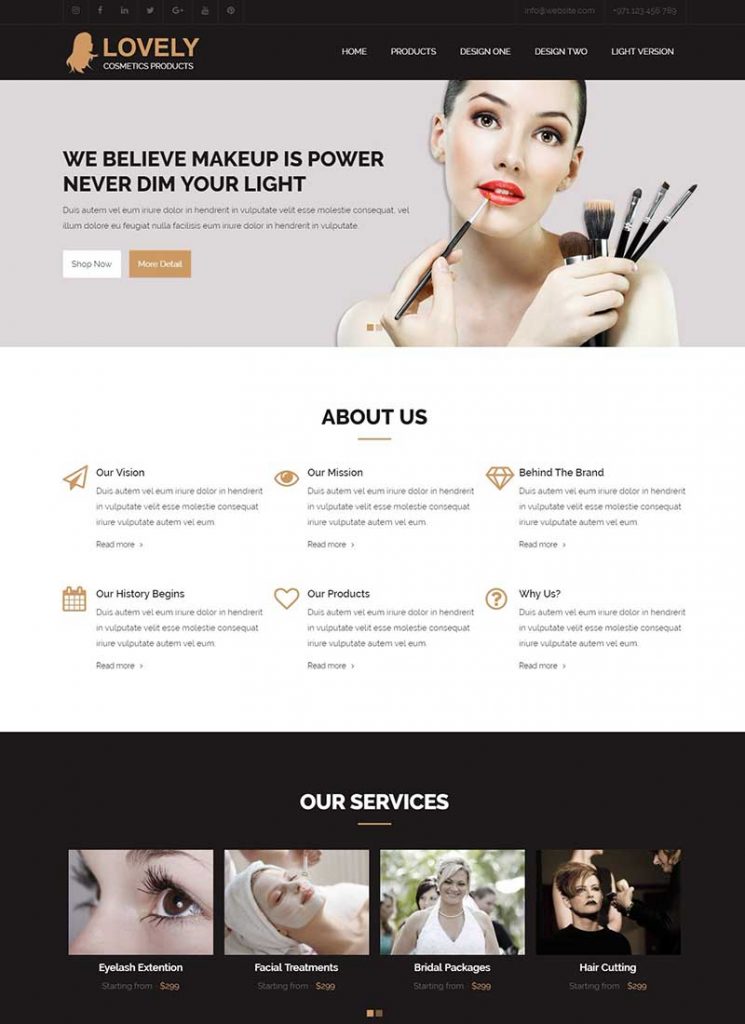 info@website.com +971 123 456 789
LOVELY
COSMETICS PRODUCTS
HOME PRODUCTS DESIGN ONE DESIGN TWO LIGHT VERSION
WE BELIEVE MAKEUP IS POWER
NEVER DIM YOUR LIGHT
Duis autem vel eum iriure dolor in hendrerit in vulputate velit esse molestie consequat, vel
illum dolore eu feugiat nulla facilisis eum iriure dolor in hendrerit in vulputate.
Shop Now More Detail
ABOUT US
Our Vision
Duis autem vel eum iriure dolor in hendrerit
in vulputate velit esse molestie consequat
iriure vulputate autem vel eum.
Read more >
Our Mission
Duis autem vel eum iriure dolor in hendrerit
in vulputate velit esse molestie consequat
iriure vulputate autem vel eum.
Read more >
Behind The Brand
Duis autem vel eum iriure dolor in hendrerit
in vulputate velit esse molestie consequat
iriure vulputate autem vel eum.
Read more >
Our History Begins
Duis autem vel eum iriure dolor in hendrerit
in vulputate velit esse molestie consequat
iriure vulputate autem vel eum.
Read more >
Our Products
Duis autem vel eum iriure dolor in hendrerit
in vulputate velit esse molestie consequat
iriure vulputate autem vel eum.
Read more >
Why Us?
Duis autem vel eum iriure dolor in hendrerit
in vulputate velit esse molestie consequat
iriure vulputate autem vel eum.
Read more >
OUR SERVICES
Eyelash Extention
Starting from - $299
Facial Treatments
Starting from - $299
Bridal Packages
Starting from - $299
Hair Cutting
Starting from - $299